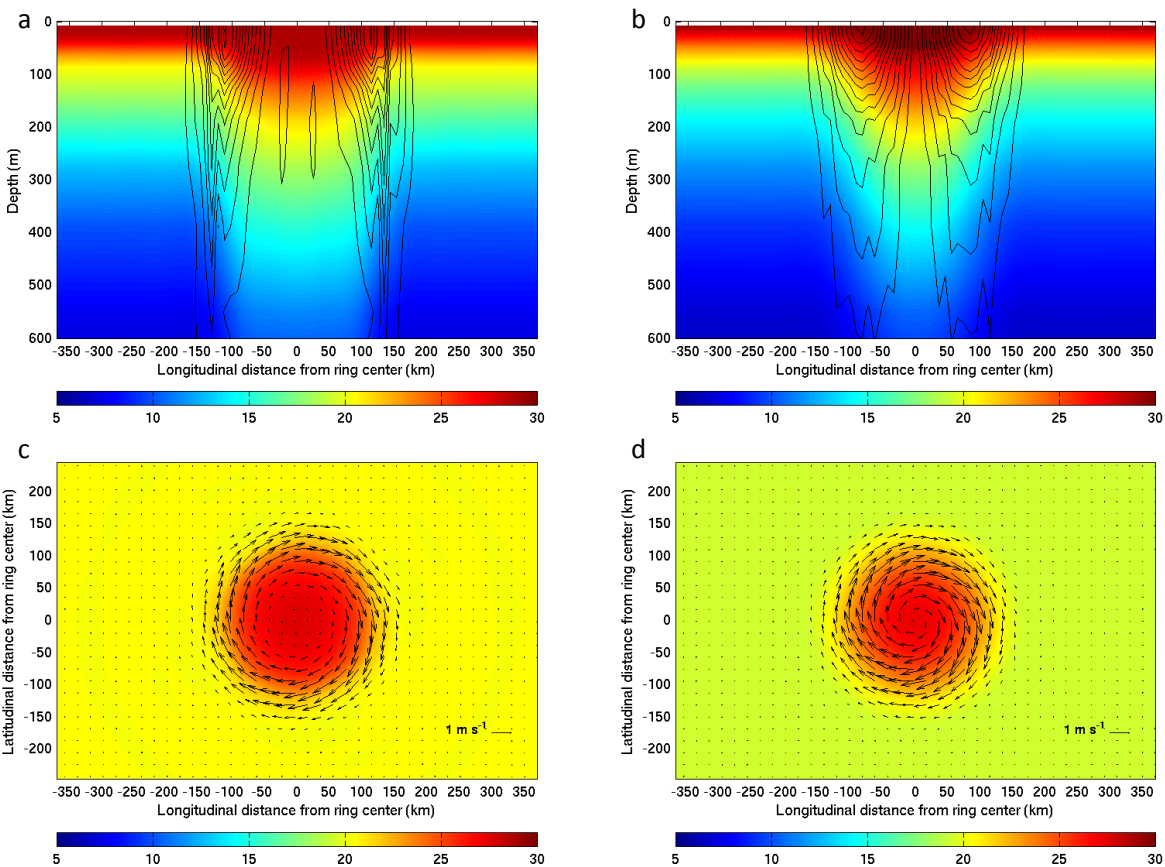 a
b
0
100
200
300
400
500
600
Depth (m)
-350 -300 -250 -200 -150 -100 -50 0 50 100 150 200 250 300 350
Longitudinal distance from ring center (km)
5 10 15 20 25 30
0
100
200
300
400
500
600
Depth (m)
-350 -300 -250 -200 -150 -100 -50 0 50 100 150 200 250 300 350
Longitudinal distance from ring center (km)
5 10 15 20 25 30
c
d
200
150
100
50
0
-50
-100
-150
-200
Latitudinal distance from ring center (km)
1 m s⁻¹
-350 -300 -250 -200 -150 -100 -50 0 50 100 150 200 250 300 350
Longitudinal distance from ring center (km)
5 10 15 20 25 30
200
150
100
50
0
-50
-100
-150
-200
Latitudinal distance from ring center (km)
1 m s⁻¹
-350 -300 -250 -200 -150 -100 -50 0 50 100 150 200 250 300 350
Longitudinal distance from ring center (km)
5 10 15 20 25 30